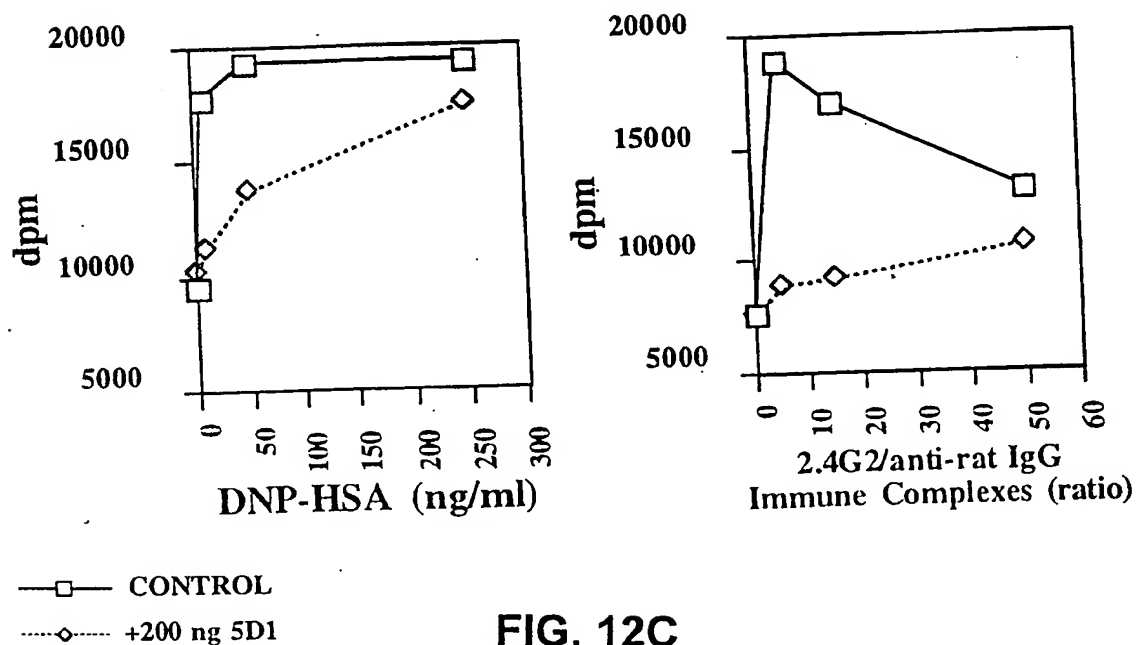 20000
15000
10000
5000
dpm
0 50 100 150 200 250 300
DNP-HSA (ng/ml)
20000
15000
10000
5000
dpm
0 10 20 30 40 50 60
2.4G2/anti-rat IgG
Immune Complexes (ratio)
CONTROL
+200 ng 5D1
FIG. 12C